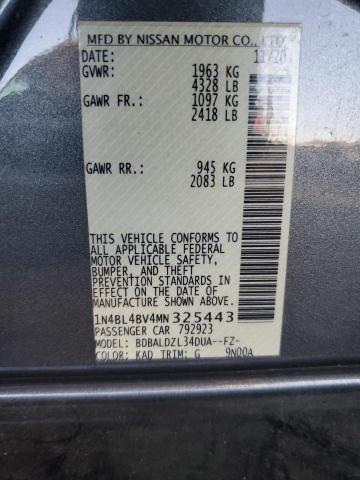 MFD BY NISSAN MOTOR CO., LTD
DATE: 11/20
GVWR: 1963 KG
4328 LB
GAWR FR: 1097 KG
2418 LB
GAWR RR: 945 KG
2083 LB
THIS VEHICLE CONFORMS TO
ALL APPLICABLE FEDERAL
MOTOR VEHICLE SAFETY,
BUMPER, AND THEFT
PREVENTION STANDARDS IN
EFFECT ON THE DATE OF
MANUFACTURE SHOWN ABOVE.
1N4BL4BV4MN325443
PASSENGER CAR 792923
MODEL: BDBALDZL34DUA--FZ-
COLOR: KAD TRIM: G 9N00A